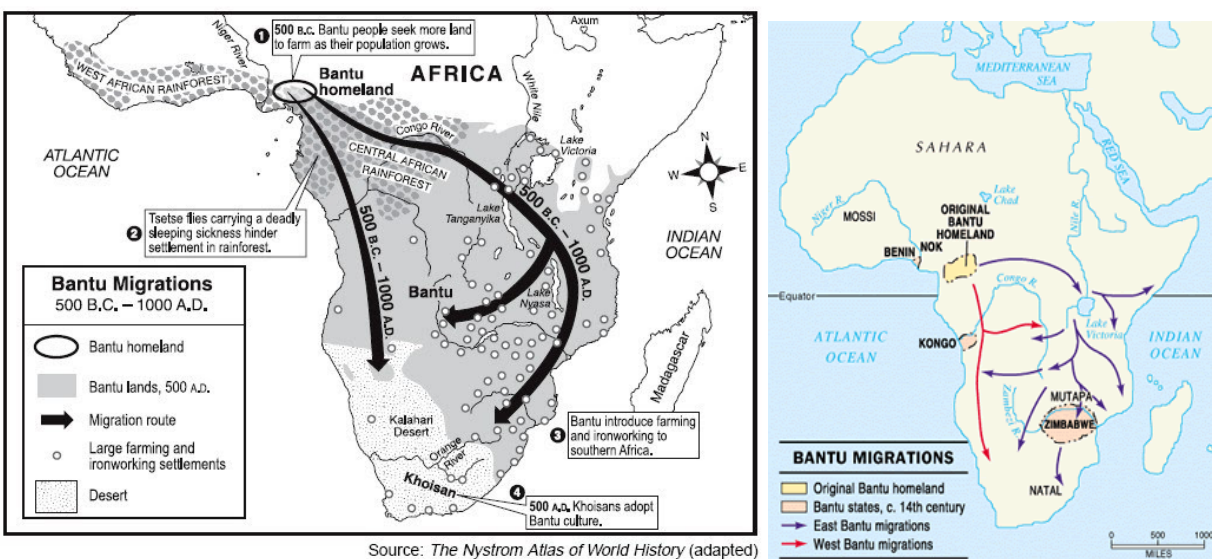 1
500 B.C. Bantu people seek more land
to farm as their population grows.
Axum
Niger River
WEST AFRICAN RAINFOREST
Bantu
homeland
AFRICA
White Nile
Congo River
CENTRAL AFRICAN
RAINFOREST
Lake
Victoria
N
W E
S
ATLANTIC
OCEAN
2
Tsetse flies carrying a deadly
sleeping sickness hinder
settlement in rainforest.
Lake
Tanganyika
500 B.C. – 1000 A.D.
500 B.C. – 1000 A.D.
INDIAN
OCEAN
Bantu
Lake
Nyasa
Madagascar
Kalahari
Desert
3
Bantu introduce farming
and ironworking to
southern Africa.
Orange
River
Khoisan
4
500 A.D. Khoisans adopt
Bantu culture.
Bantu Migrations
500 B.C. – 1000 A.D.
Bantu homeland
Bantu lands, 500 A.D.
Migration route
Large farming and
ironworking settlements
Desert
Source: The Nystrom Atlas of World History (adapted)
MEDITERRANEAN
SEA
SAHARA
RED SEA
Lake
Chad
Nile R.
Niger R.
MOSSI
ORIGINAL
BANTU
HOMELAND
NOK
BENIN
Congo R.
Equator
ATLANTIC
OCEAN
KONGO
Lake
Victoria
INDIAN
OCEAN
Zambezi R.
MUTAPA
ZIMBABWE
NATAL
BANTU MIGRATIONS
Original Bantu homeland
Bantu states, c. 14th century
East Bantu migrations
West Bantu migrations
0 500 1000
MILES